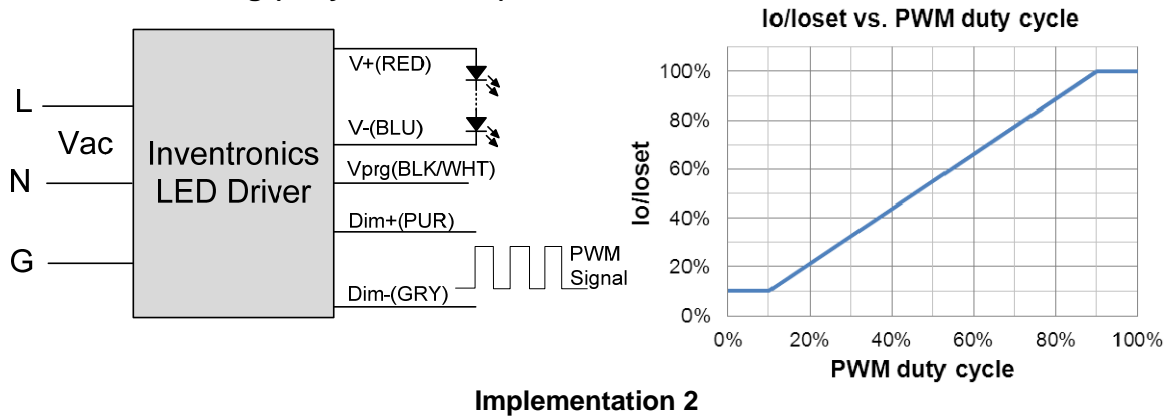 Io/Ioset vs. PWM duty cycle
L
Vac
N
G
Inventronics
LED Driver
V+(RED)
V-(BLU)
Vprg(BLK/WHT)
Dim+(PUR)
Dim-(GRY)
PWM
Signal
Io/Ioset
100%
80%
60%
40%
20%
0%
0% 20% 40% 60% 80% 100%
PWM duty cycle
Implementation 2